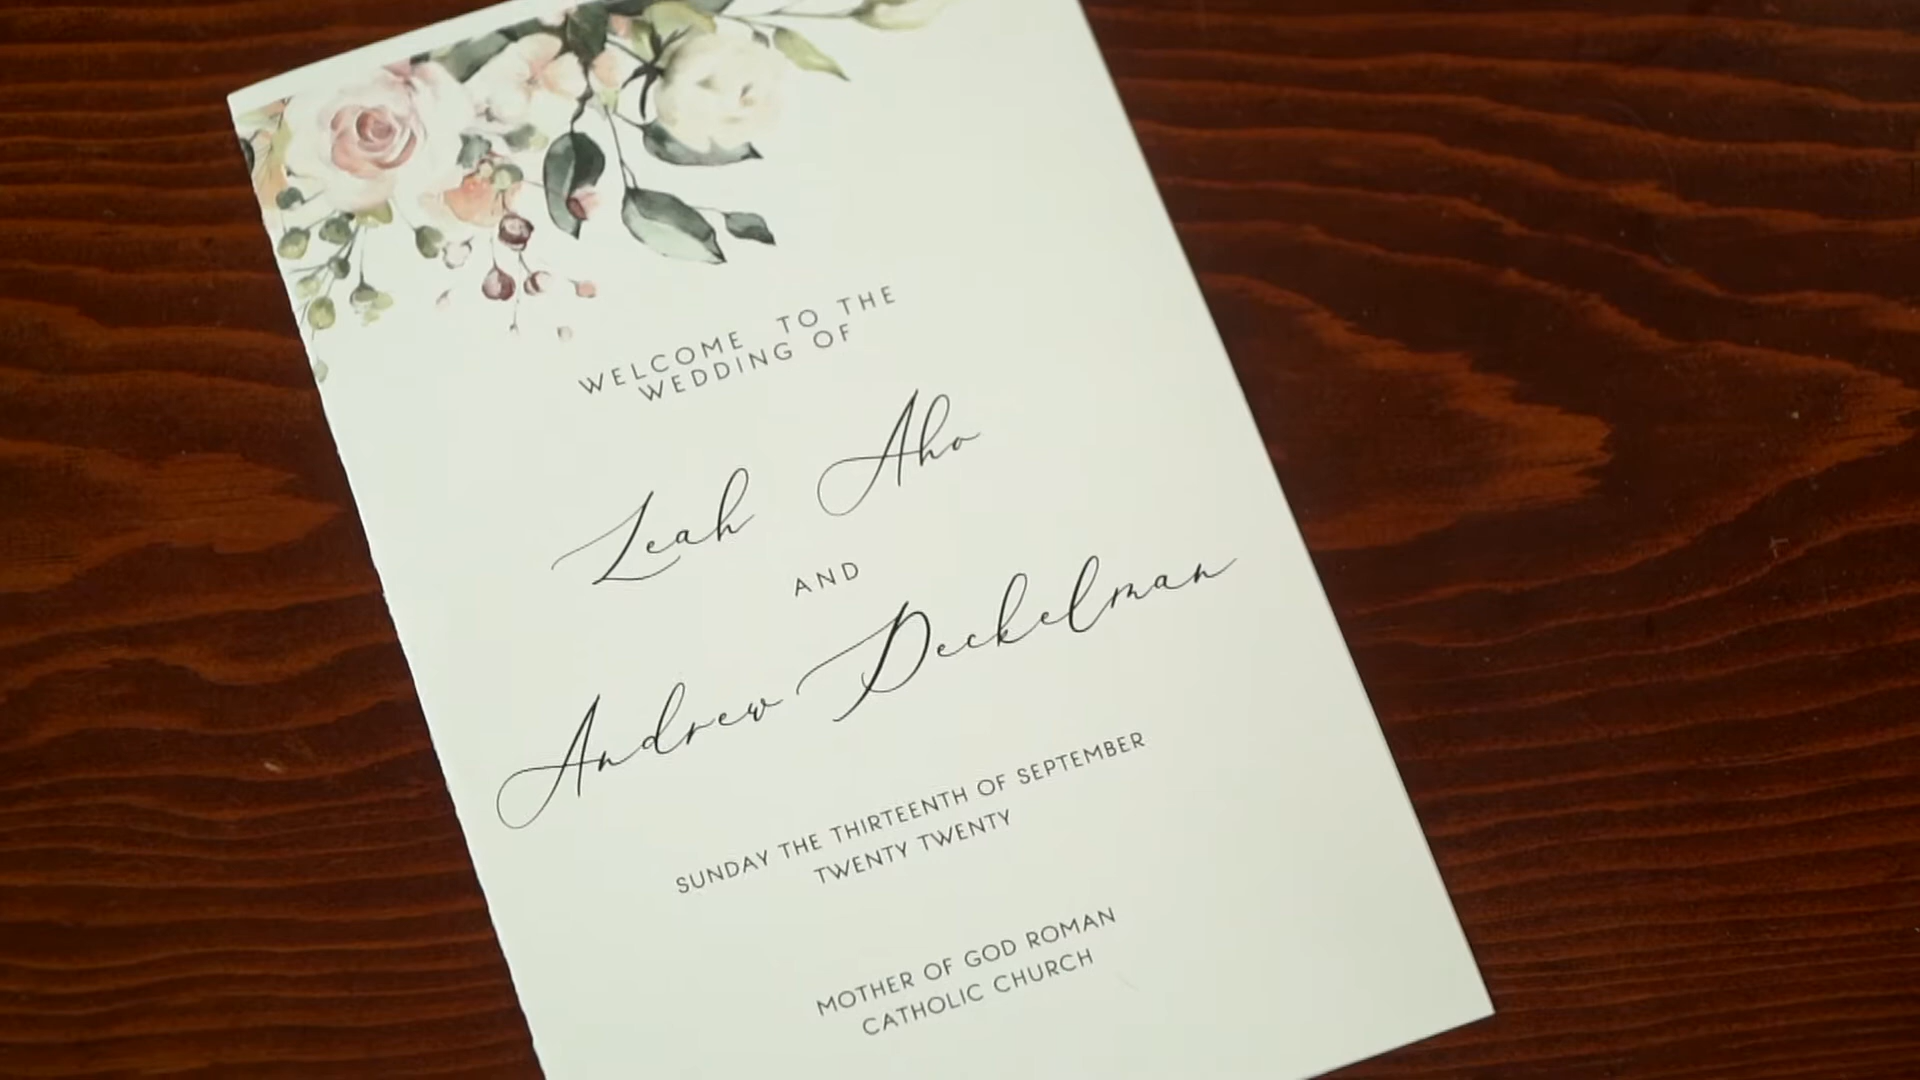 WELCOME TO THE
WEDDING OF
Leah Aho
AND
Andrew Deckelman
SUNDAY THE THIRTEENTH OF SEPTEMBER
TWENTY TWENTY
MOTHER OF GOD ROMAN
CATHOLIC CHURCH